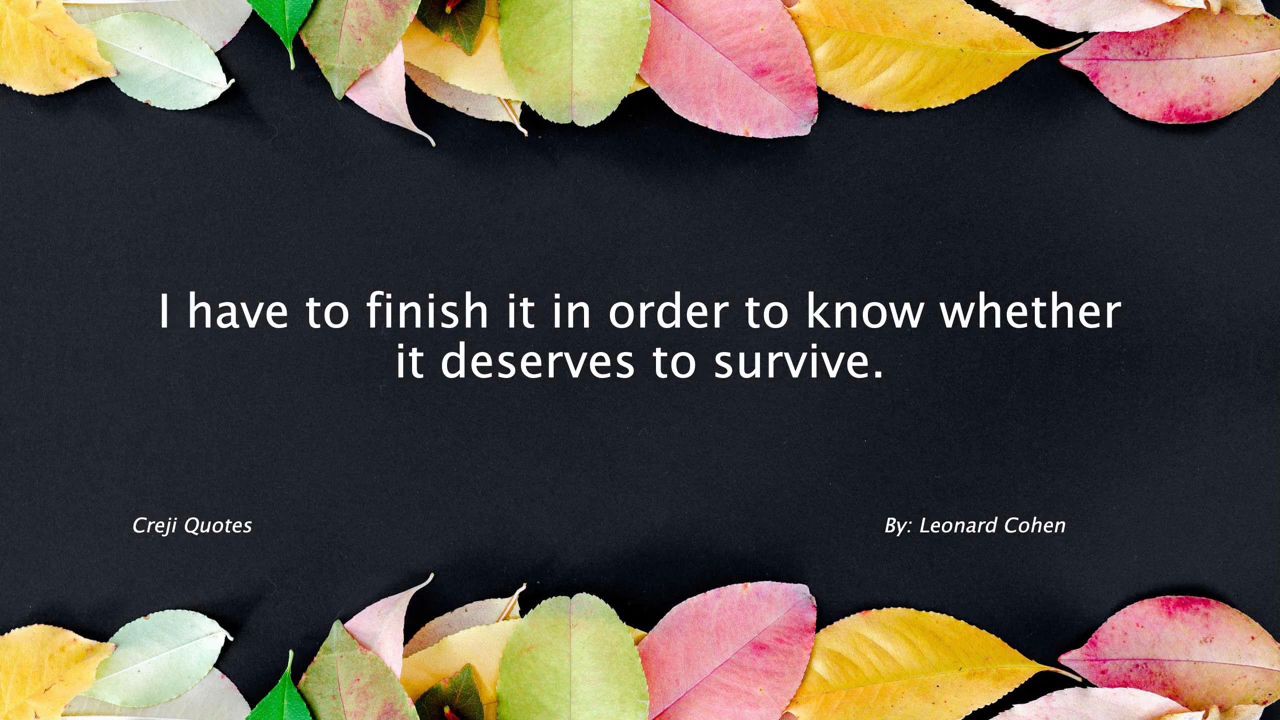 I have to finish it in order to know whether
it deserves to survive.
Creji Quotes
By: Leonard Cohen